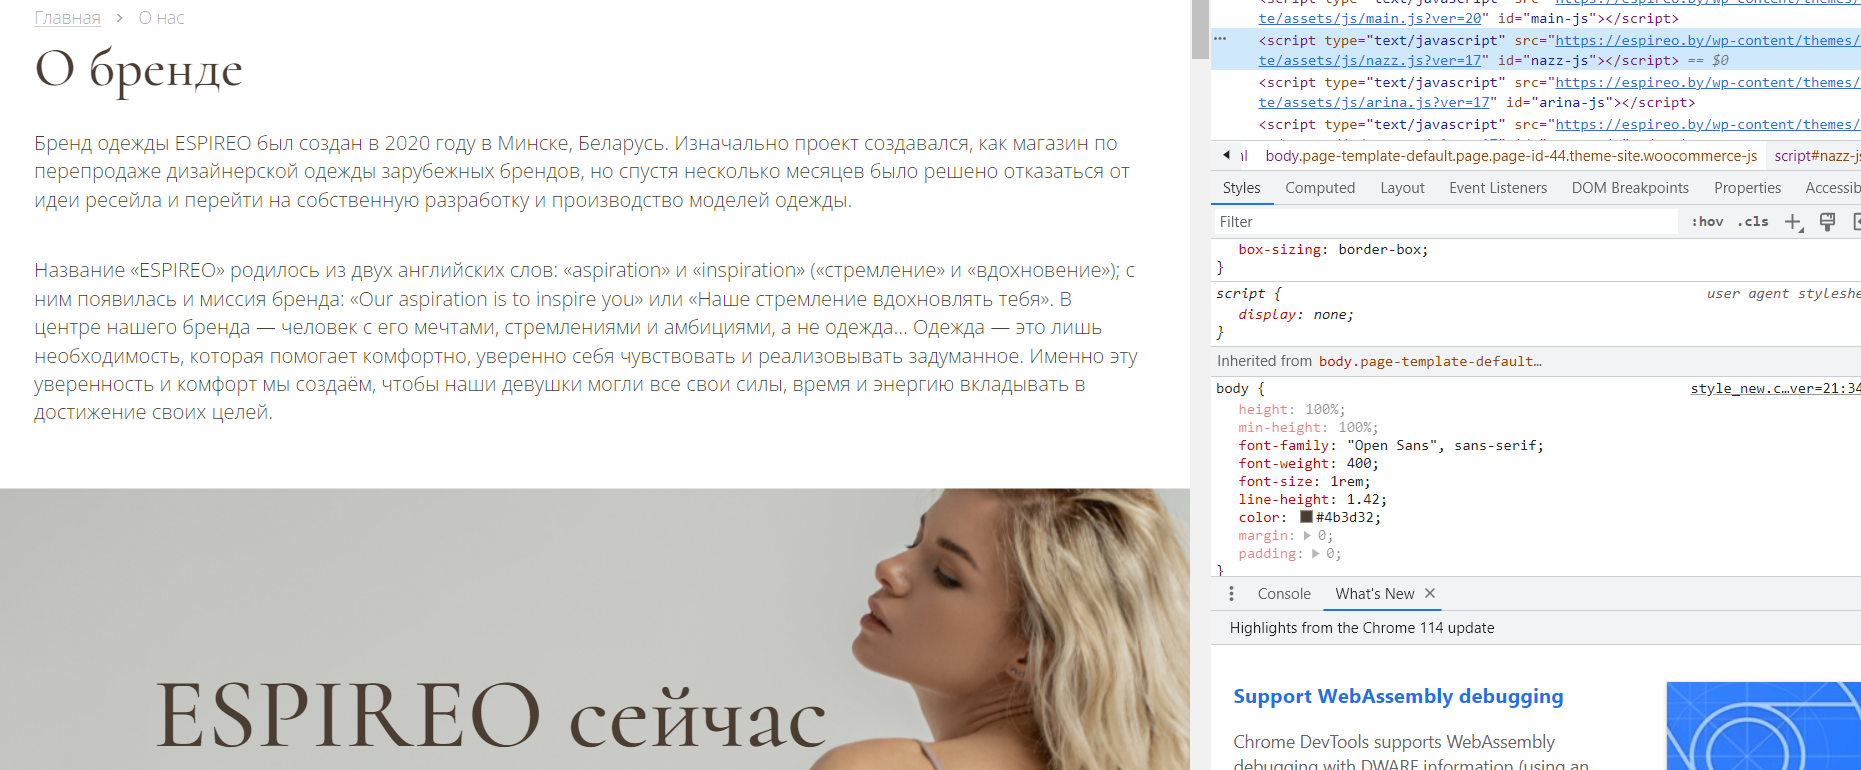 Главная > О нас
О бренде
Бренд одежды ESPIREO был создан в 2020 году в Минске, Беларусь. Изначально проект создавался, как магазин по
перепродаже дизайнерской одежды зарубежных брендов, но спустя несколько месяцев было решено отказаться от
идеи ресейла и перейти на собственную разработку и производство моделей одежды.
Название «ESPIREO» родилось из двух английских слов: «aspiration» и «inspiration» («стремление» и «вдохновение»); с
ним появилась и миссия бренда: «Our aspiration is to inspire you» или «Наше стремление вдохновлять тебя». В
центре нашего бренда — человек с его мечтами, стремлениями и амбициями, а не одежда... Одежда — это лишь
необходимость, которая помогает комфортно, уверенно себя чувствовать и реализовывать задуманное. Именно эту
уверенность и комфорт мы создаём, чтобы наши девушки могли все свои силы, время и энергию вкладывать в
достижение своих целей.
ESPIREO сейчас
<script type="text/javascript" src="https://espireo.by/wp-content/themes/
te/assets/js/main.js?ver=20" id="main-js"></script>
<script type="text/javascript" src="https://espireo.by/wp-content/themes/
te/assets/js/nazz.js?ver=17" id="nazz-js"></script> == $0
<script type="text/javascript" src="https://espireo.by/wp-content/themes/
te/assets/js/arina.js?ver=17" id="arina-js"></script>
<script type="text/javascript" src="https://espireo.by/wp-content/themes/
body.page-template-default.page.page-id-44.theme-site.woocommerce-js script#nazz-js
Styles Computed Layout Event Listeners DOM Breakpoints Properties Accessib
Filter :hov .cls
box-sizing: border-box;
}
script { user agent styleshe
display: none;
}
Inherited from body.page-template-default…
body { style_new.c…ver=21:34
height: 100%;
min-height: 100%;
font-family: "Open Sans", sans-serif;
font-weight: 400;
font-size: 1rem;
line-height: 1.42;
color: #4b3d32;
margin: 0;
padding: 0;
}
Console What's New
Highlights from the Chrome 114 update
Support WebAssembly debugging
Chrome DevTools supports WebAssembly
debugging with DWARF information (using an